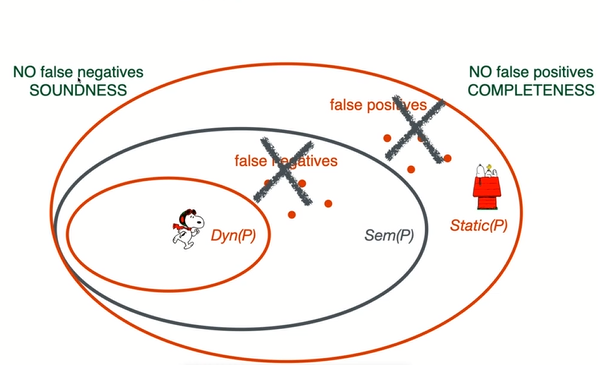 NO false negatives
SOUNDNESS
NO false positives
COMPLETENESS
false positives
false negatives
Dyn(P)
Sem(P)
Static(P)